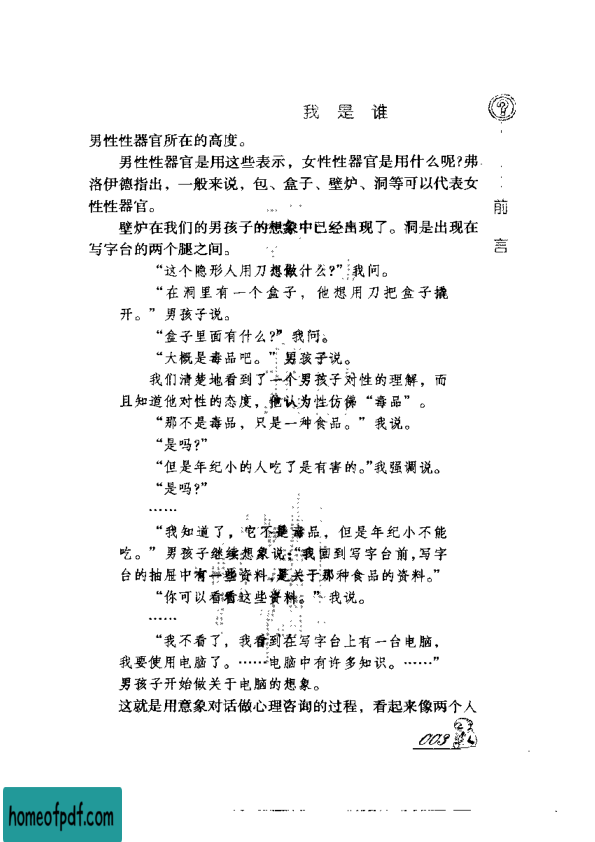 我是谁
前言
男性性器官所在的高度。
男性性器官是用这些表示，女性性器官是用什么呢？弗
洛伊德指出，一般来说，包、盒子、壁炉、洞等可以代表女
性性器官。
壁炉在我们的男孩子的想象中已经出现了。洞是出现在
写字台的两个腿之间。
“这个隐形人用刀想做什么？”我问。
“在洞里有一个盒子，他想用刀把盒子撬
开。”男孩子说。
“盒子里面有什么？”我问。
“大概是毒品吧。”男孩子说。
我们清楚地看到了一个男孩子对性的理解，而
且知道他对性的态度，他认为性仿佛“毒品”。
“那不是毒品，只是一种食品。”我说。
“是吗？”
“但是年纪小的人吃了是有害的。”我强调说。
“是吗？”
……
“我知道了，它不是毒品，但是年纪小不能
吃。”男孩子继续想象说：“我回到写字台前，写字
台的抽屉中有一些资料，是关于那种食品的资料。”
“你可以看看这些资料。”我说。
……
“我不看了，我看到在写字台上有一台电脑，
我要使用电脑了。……电脑中有许多知识。……”
男孩子开始做关于电脑的想象。
这就是用意象对话做心理咨询的过程，看起来像两个人
003
homeofpdf.com